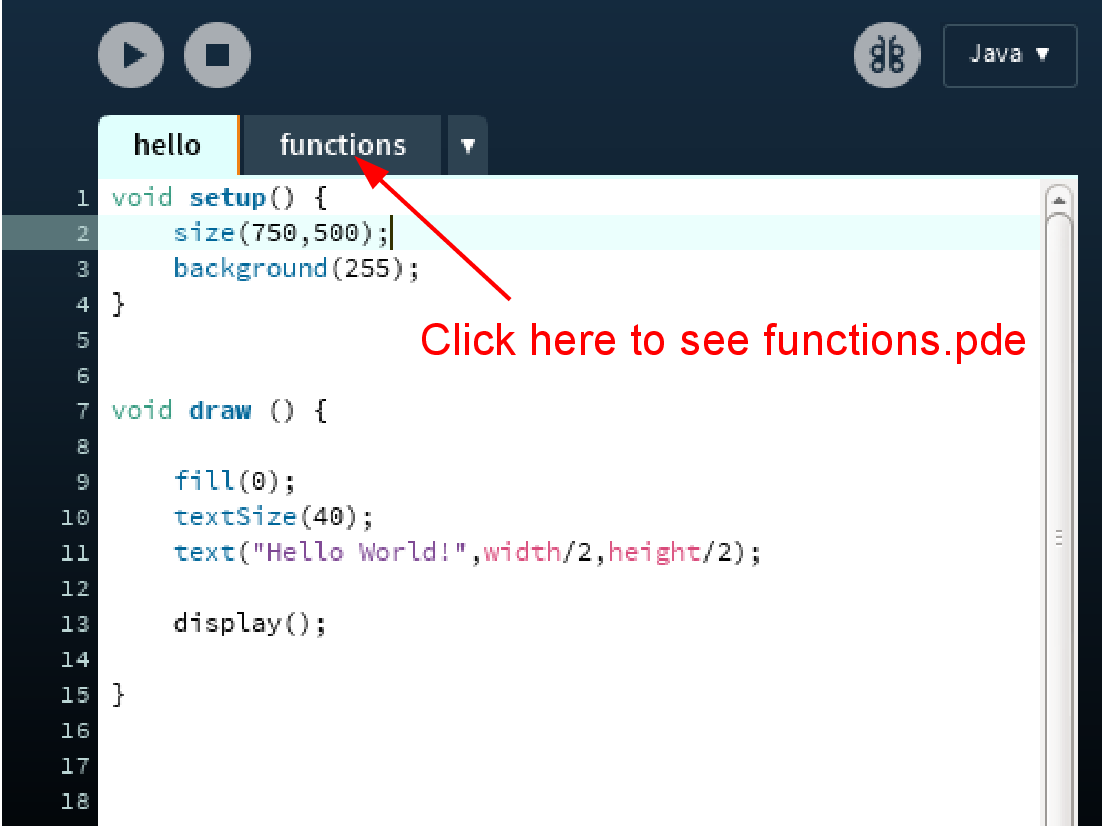 Java ▼
hello functions ▼
1 void setup() {
2     size(750,500);
3     background(255);
4 }
5
Click here to see functions.pde
6
7 void draw () {
8
9     fill(0);
10     textSize(40);
11     text("Hello World!",width/2,height/2);
12
13     display();
14
15 }
16
17
18